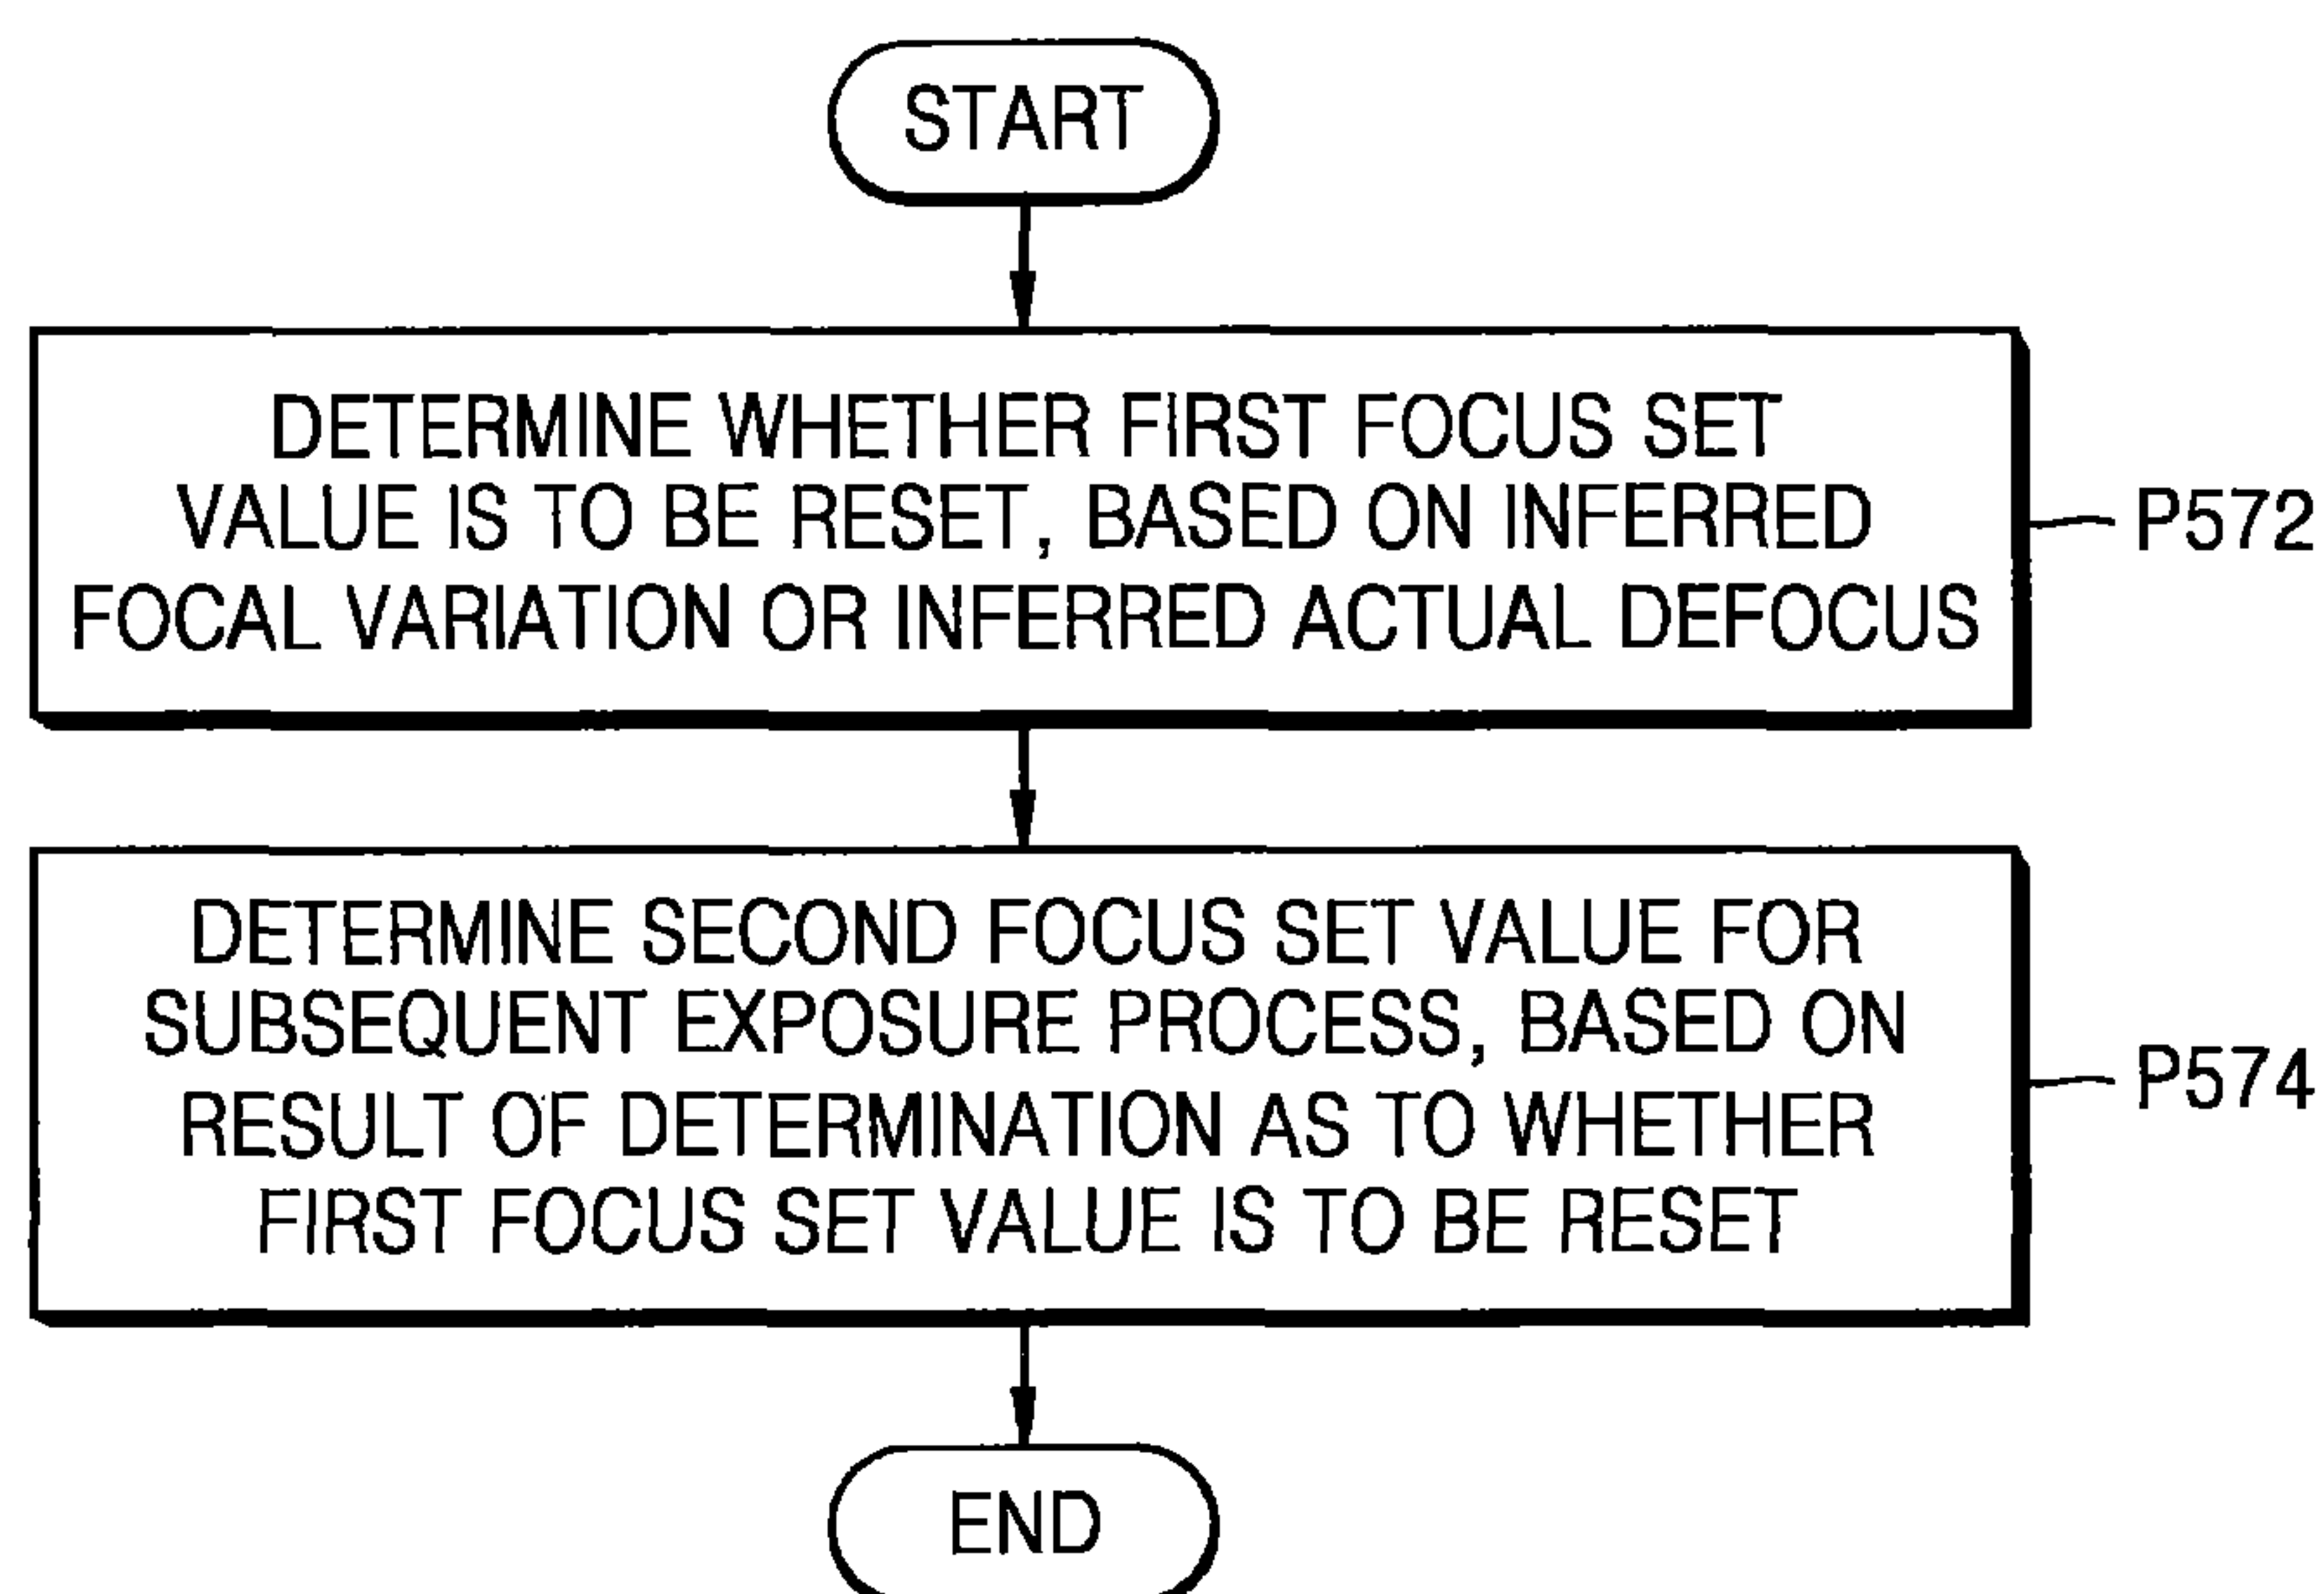 START
DETERMINE WHETHER FIRST FOCUS SET
VALUE IS TO BE RESET, BASED ON INFERRED
FOCAL VARIATION OR INFERRED ACTUAL DEFOCUS
P572
DETERMINE SECOND FOCUS SET VALUE FOR
SUBSEQUENT EXPOSURE PROCESS, BASED ON
RESULT OF DETERMINATION AS TO WHETHER
FIRST FOCUS SET VALUE IS TO BE RESET
P574
END